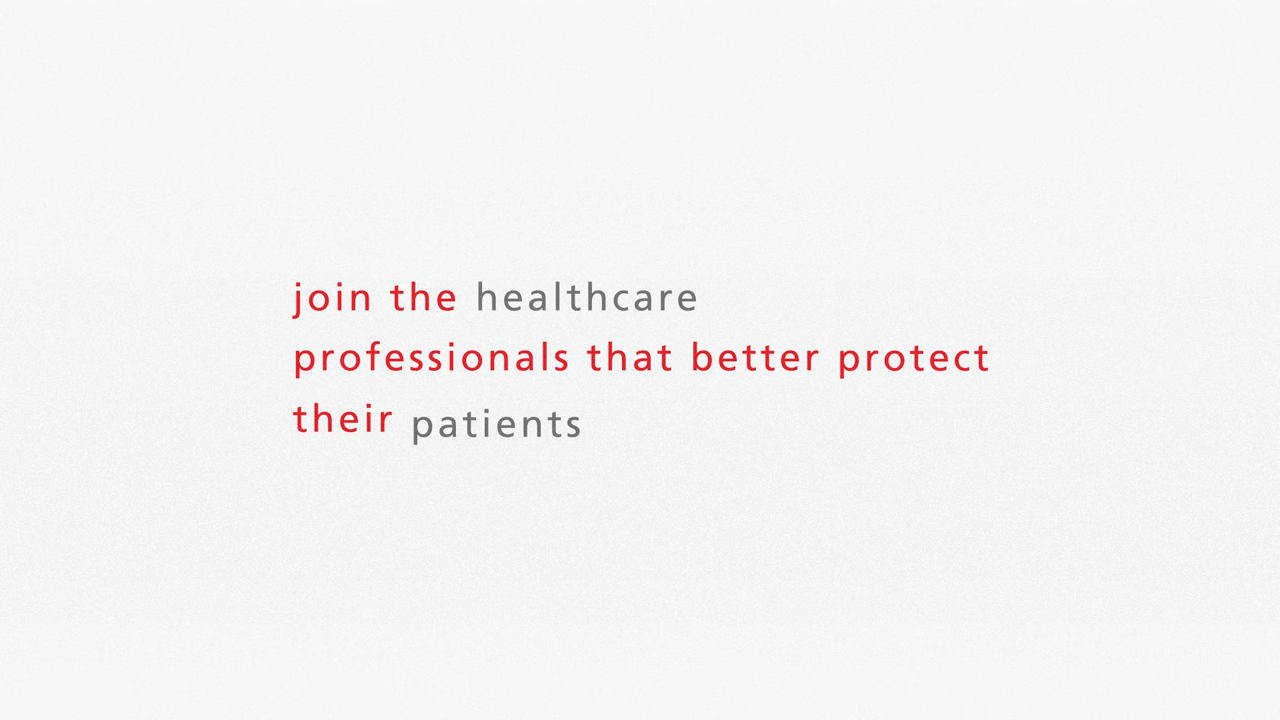 join the healthcare
professionals that better protect
their patients